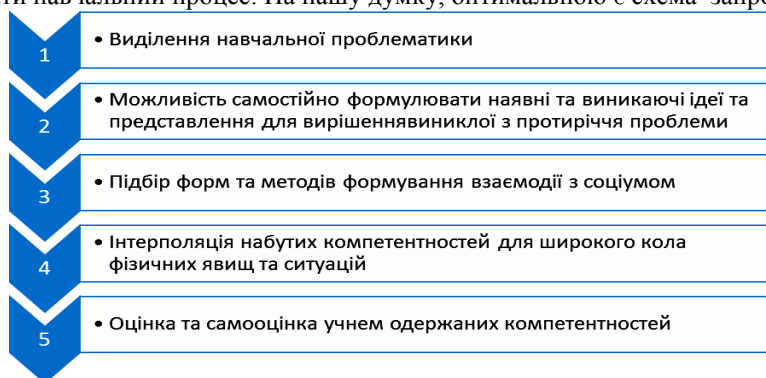 навчальний процес. На нашу думку, оптимальною є схема
1
• Виділення навчальної проблематики
2
• Можливість самостійно формулювати наявні та виникаючі ідеї та
представлення для вирішеннявиниклої з протиріччя проблеми
3
• Підбір форм та методів формування взаємодії з соціумом
4
• Інтерполяція набутих компетентностей для широкого кола
фізичних явищ та ситуацій
5
• Оцінка та самооцінка учнем одержаних компетентностей